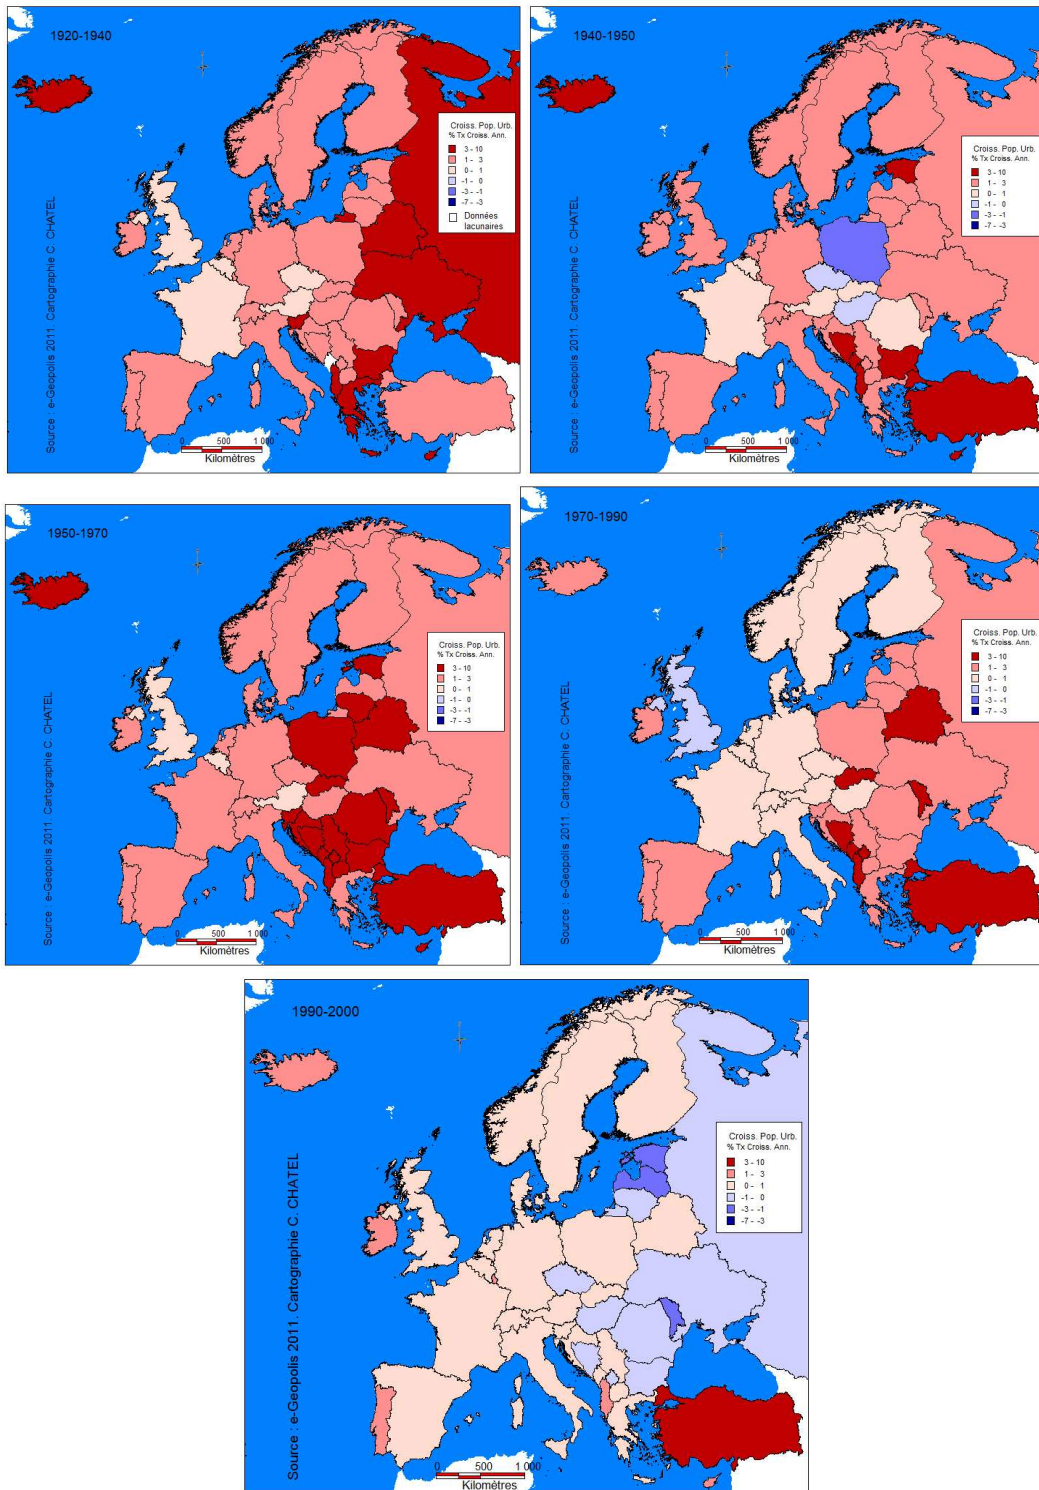 1920-1940
Croiss. Pop. Urb.
% Tx Croiss. Ann.
3 - 10
1 - 3
0 - 1
-1 - 0
-3 - -1
-7 - -3
Données
lacunaires
Source : e-Geopolis 2011. Cartographie C. CHATEL
0 500 1 000
Kilomètres
1940-1950
Croiss. Pop. Urb.
% Tx Croiss. Ann.
3 - 10
1 - 3
0 - 1
-1 - 0
-3 - -1
-7 - -3
Source : e-Geopolis 2011. Cartographie C. CHATEL
0 500 1 000
Kilomètres
1950-1970
Croiss. Pop. Urb.
% Tx Croiss. Ann.
3 - 10
1 - 3
0 - 1
-1 - 0
-3 - -1
-7 - -3
Source : e-Geopolis 2011. Cartographie C. CHATEL
0 500 1 000
Kilomètres
1970-1990
Croiss. Pop. Urb.
% Tx Croiss. Ann.
3 - 10
1 - 3
0 - 1
-1 - 0
-3 - -1
-7 - -3
Source : e-Geopolis 2011. Cartographie C. CHATEL
0 500 1 000
Kilomètres
1990-2000
Croiss. Pop. Urb.
% Tx Croiss. Ann.
3 - 10
1 - 3
0 - 1
-1 - 0
-3 - -1
-7 - -3
Source : e-Geopolis 2011. Cartographie C. CHATEL
0 500 1 000
Kilomètres